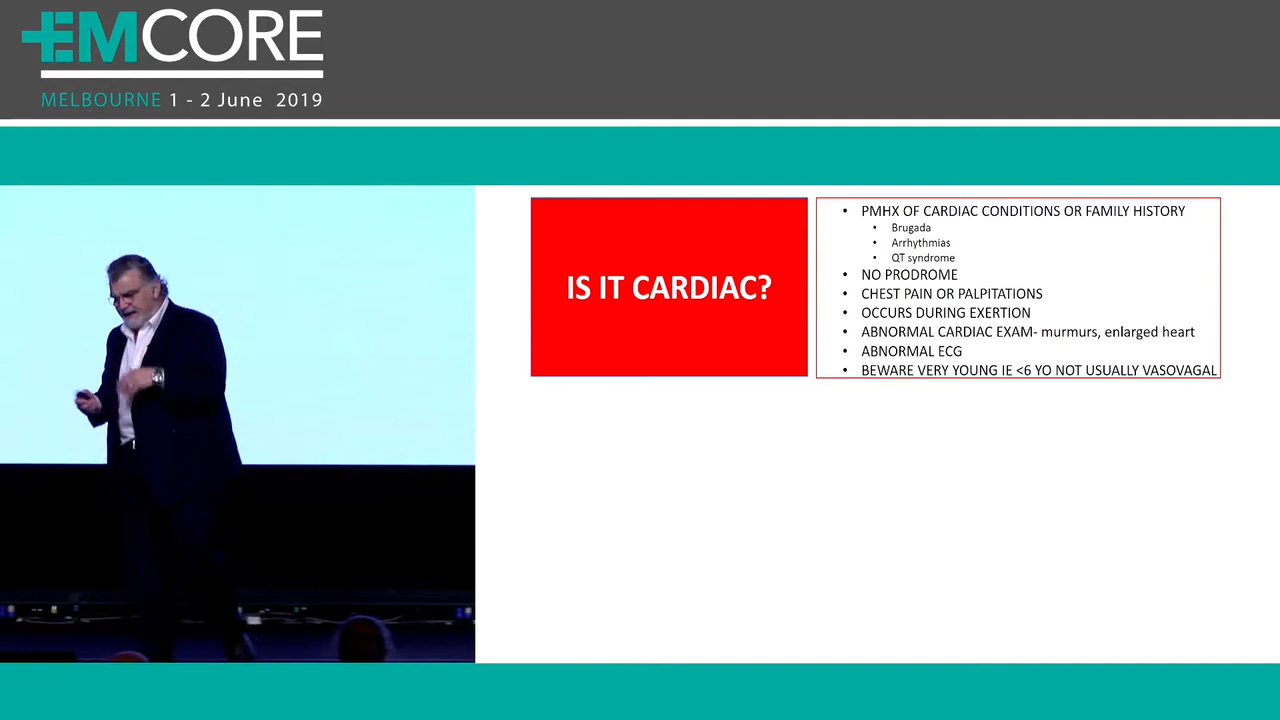 EMCORE
MELBOURNE 1 - 2 June 2019
IS IT CARDIAC?
• PMHX OF CARDIAC CONDITIONS OR FAMILY HISTORY
• Brugada
• Arrhythmias
• QT syndrome
• NO PRODROME
• CHEST PAIN OR PALPITATIONS
• OCCURS DURING EXERTION
• ABNORMAL CARDIAC EXAM- murmurs, enlarged heart
• ABNORMAL ECG
• BEWARE VERY YOUNG IE <6 YO NOT USUALLY VASOVAGAL